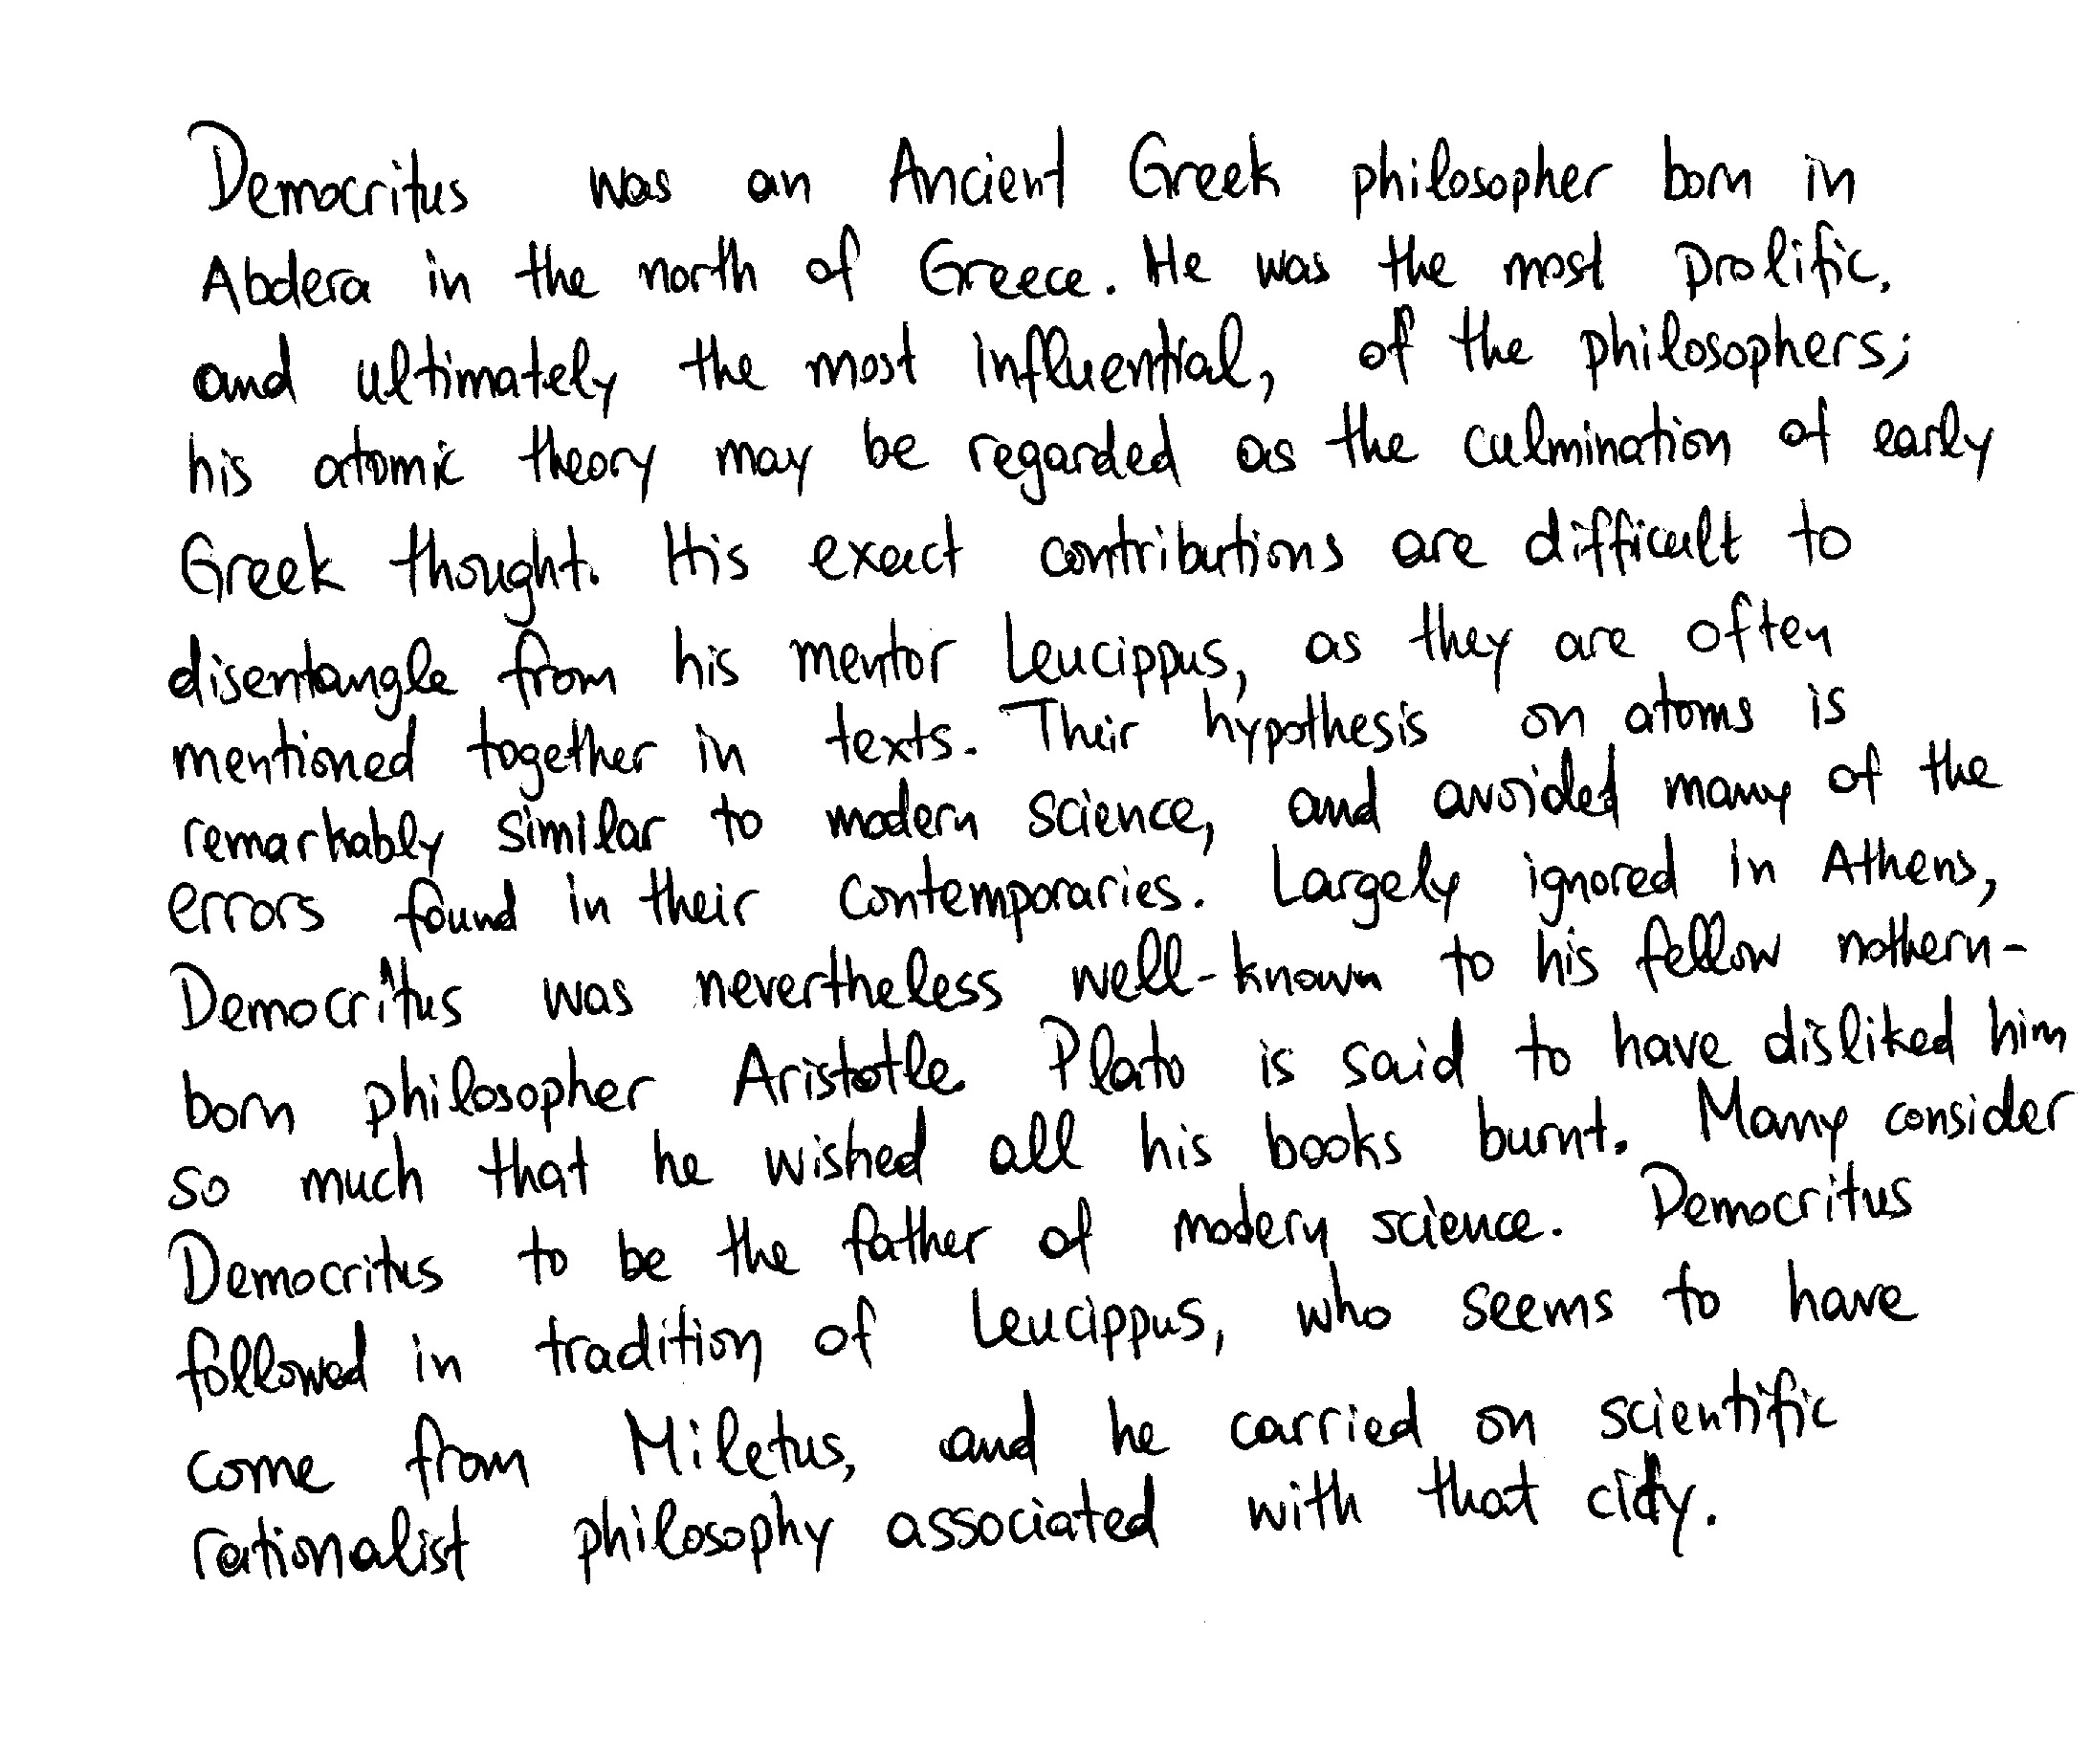 Democritus was an Ancient Greek philosopher born in
Abdera in the north of Greece. He was the most prolific,
and ultimately the most influential, of the philosophers;
his atomic theory may be regarded as the culmination of early
Greek thought. His exact contributions are difficult to
disentangle from his mentor Leucippus, as they are often
mentioned together in texts. Their hypothesis on atoms is
remarkably similar to modern science, and avoided many of the
errors found in their contemporaries. Largely ignored in Athens,
Democritus was nevertheless well-known to his fellow nothern-
born philosopher Aristotle. Plato is said to have disliked him
so much that he wished all his books burnt. Many consider
Democritus to be the father of modern science. Democritus
followed in tradition of Leucippus, who seems to have
come from Miletus, and he carried on scientific
rationalist philosophy associated with that city.